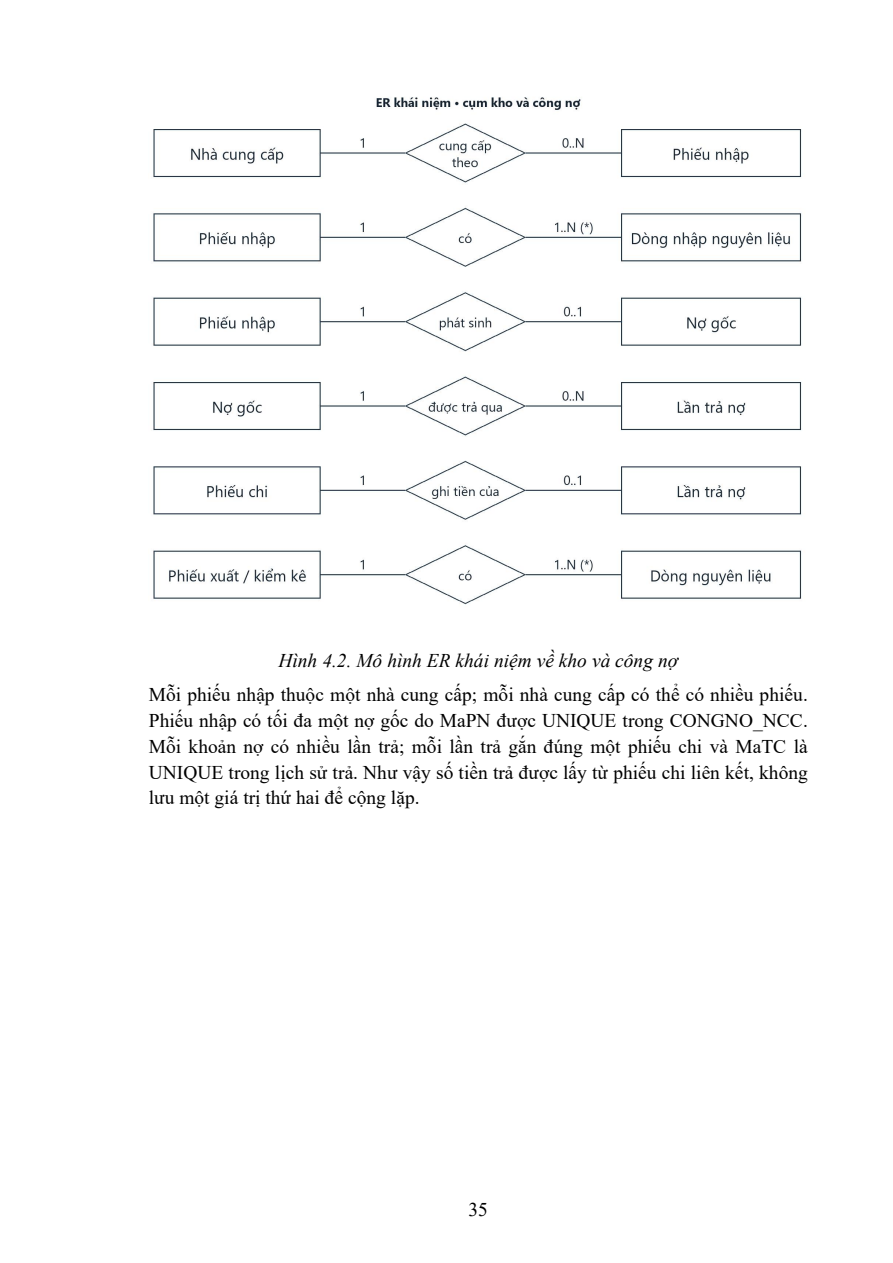 ER khái niệm • cụm kho và công nợ
Nhà cung cấp 1 cung cấp theo 0..N Phiếu nhập
Phiếu nhập 1 có 1..N (*) Dòng nhập nguyên liệu
Phiếu nhập 1 phát sinh 0..1 Nợ gốc
Nợ gốc 1 được trả qua 0..N Lần trả nợ
Phiếu chi 1 ghi tiền của 0..1 Lần trả nợ
Phiếu xuất / kiểm kê 1 có 1..N (*) Dòng nguyên liệu
Hình 4.2. Mô hình ER khái niệm về kho và công nợ
Mỗi phiếu nhập thuộc một nhà cung cấp; mỗi nhà cung cấp có thể có nhiều phiếu.
Phiếu nhập có tối đa một nợ gốc do MaPN được UNIQUE trong CONGNO_NCC.
Mỗi khoản nợ có nhiều lần trả; mỗi lần trả gắn đúng một phiếu chi và MaTC là
UNIQUE trong lịch sử trả. Như vậy số tiền trả được lấy từ phiếu chi liên kết, không
lưu một giá trị thứ hai để cộng lặp.
35